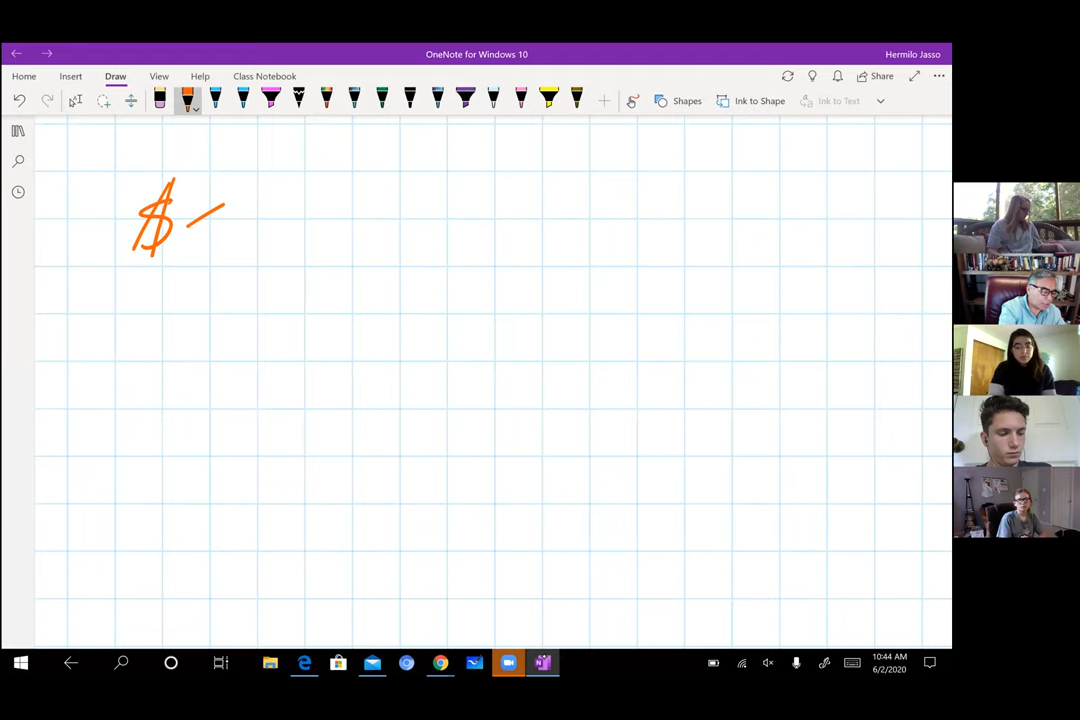 OneNote for Windows 10
Hermilo Jasso
Home Insert Draw View Help Class Notebook Share
Shapes Ink to Shape Ink to Text
$
10:44 AM
6/2/2020